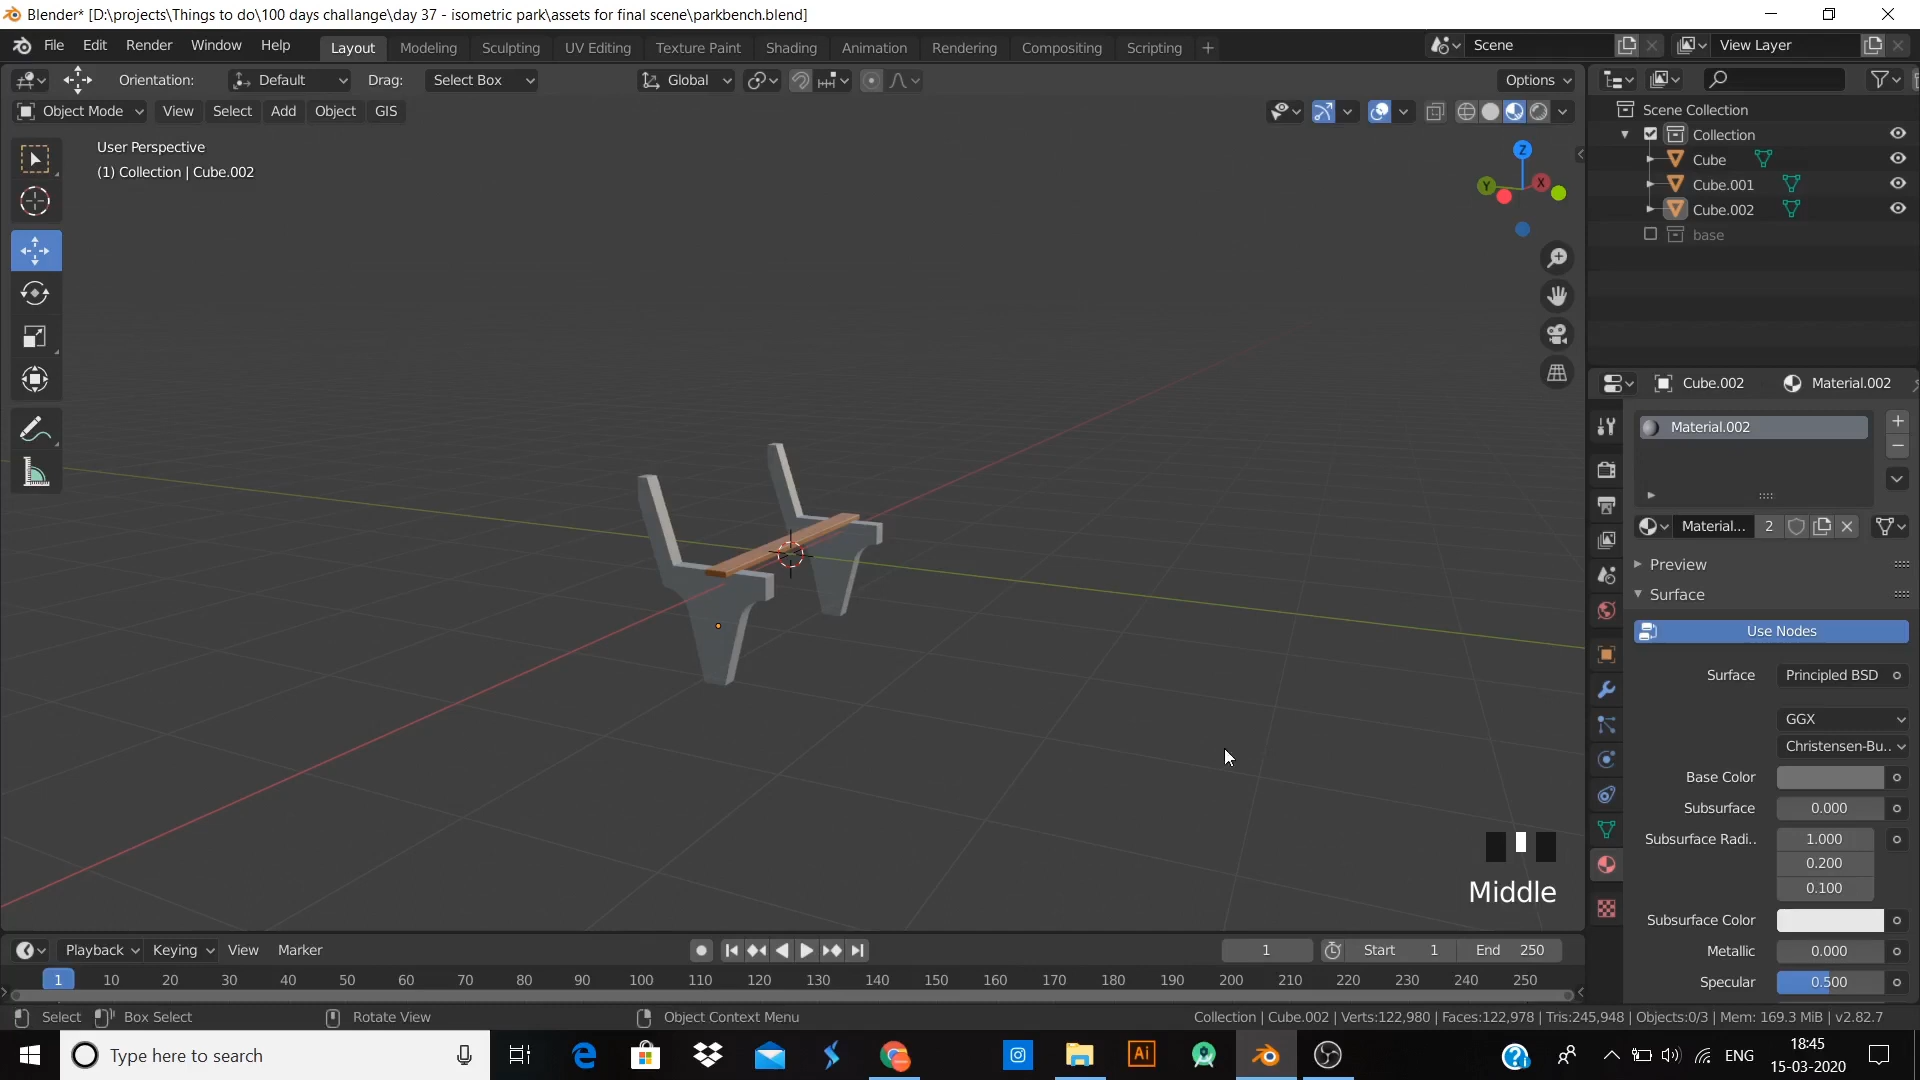 Blender* [D:\projects\Things to do\100 days challange\day 37 - isometric park\assets for final scene\parkbench.blend]
File Edit Render Window Help Layout Modeling Sculpting UV Editing Texture Paint Shading Animation Rendering Compositing Scripting + Scene View Layer
Orientation: Default Drag: Select Box Global Options
Object Mode View Select Add Object GIS
User Perspective
(1) Collection | Cube.002
Z
Y
X
Scene Collection
Collection
Cube
Cube.001
Cube.002
base
Cube.002 Material.002
Material.002
Material... 2
Preview
Surface
Use Nodes
Surface Principled BSD
GGX
Christensen-Bu..
Base Color
Subsurface 0.000
Subsurface Radi.. 1.000
0.200
0.100
Subsurface Color
Metallic 0.000
Specular 0.500
Middle
Playback Keying View Marker 1 Start 1 End 250
1 10 20 30 40 50 60 70 80 90 100 110 120 130 140 150 160 170 180 190 200 210 220 230 240 250
Select Box Select Rotate View Object Context Menu Collection | Cube.002 | Verts:122,980 | Faces:122,978 | Tris:245,948 | Objects:0/3 | Mem: 169.3 MiB | v2.82.7
Type here to search
Ai
ENG
18:45
15-03-2020